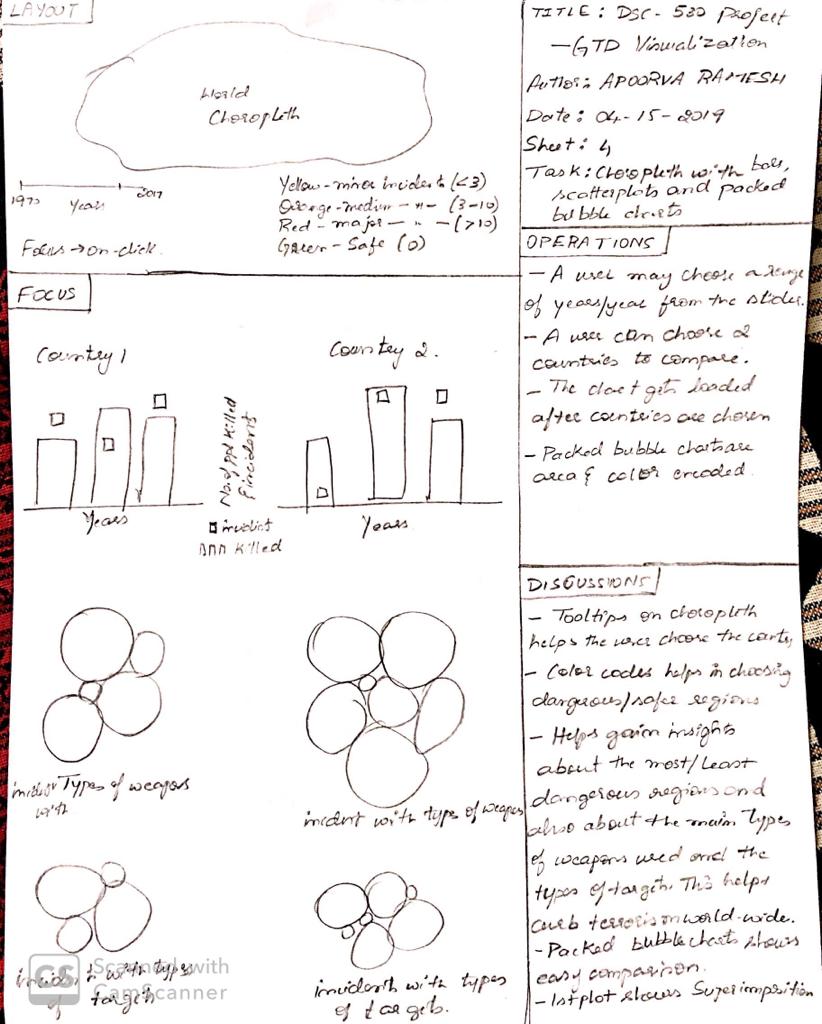 LAYOUT
World
Choropleth
1970 Years 2017
Yellow - minor incidents (<3)
Orange - medium - " - (3-10)
Red - major - " - (>10)
Green - Safe (0)
Focus → on-click.
FOCUS
Country 1
Country 2.
No. of ppl killed
# incidents
Years
incident
killed
Years
incident Types of weapons
with
incident with types of weapons
incidents with types
of targets
incidents with types
of targets.
CS Scanned with
CamScanner
TITLE: DSC-530 Project
- GTD Visualization
Author: APOORVA RAMESH
Date: 04-15-2019
Sheet: 4
Task: Choropleth with bars,
scatterplots and packed
bubble charts
OPERATIONS
- A user may choose a range
of years/year from the slider.
- A user can choose 2
countries to compare.
- The chart gets loaded
after countries are chosen
- Packed bubble charts are
area & color encoded.
DISCUSSIONS
- Tooltips on choropleth
helps the user choose the country
- Color codes helps in choosing
dangerous/safe regions
- Helps gain insights
about the most/least
dangerous regions and
also about the main types
of weapons used and the
types of targets. This helps
curb terrorism world-wide.
- Packed bubble charts shows
easy comparison.
- 1st plot shows Superimposition